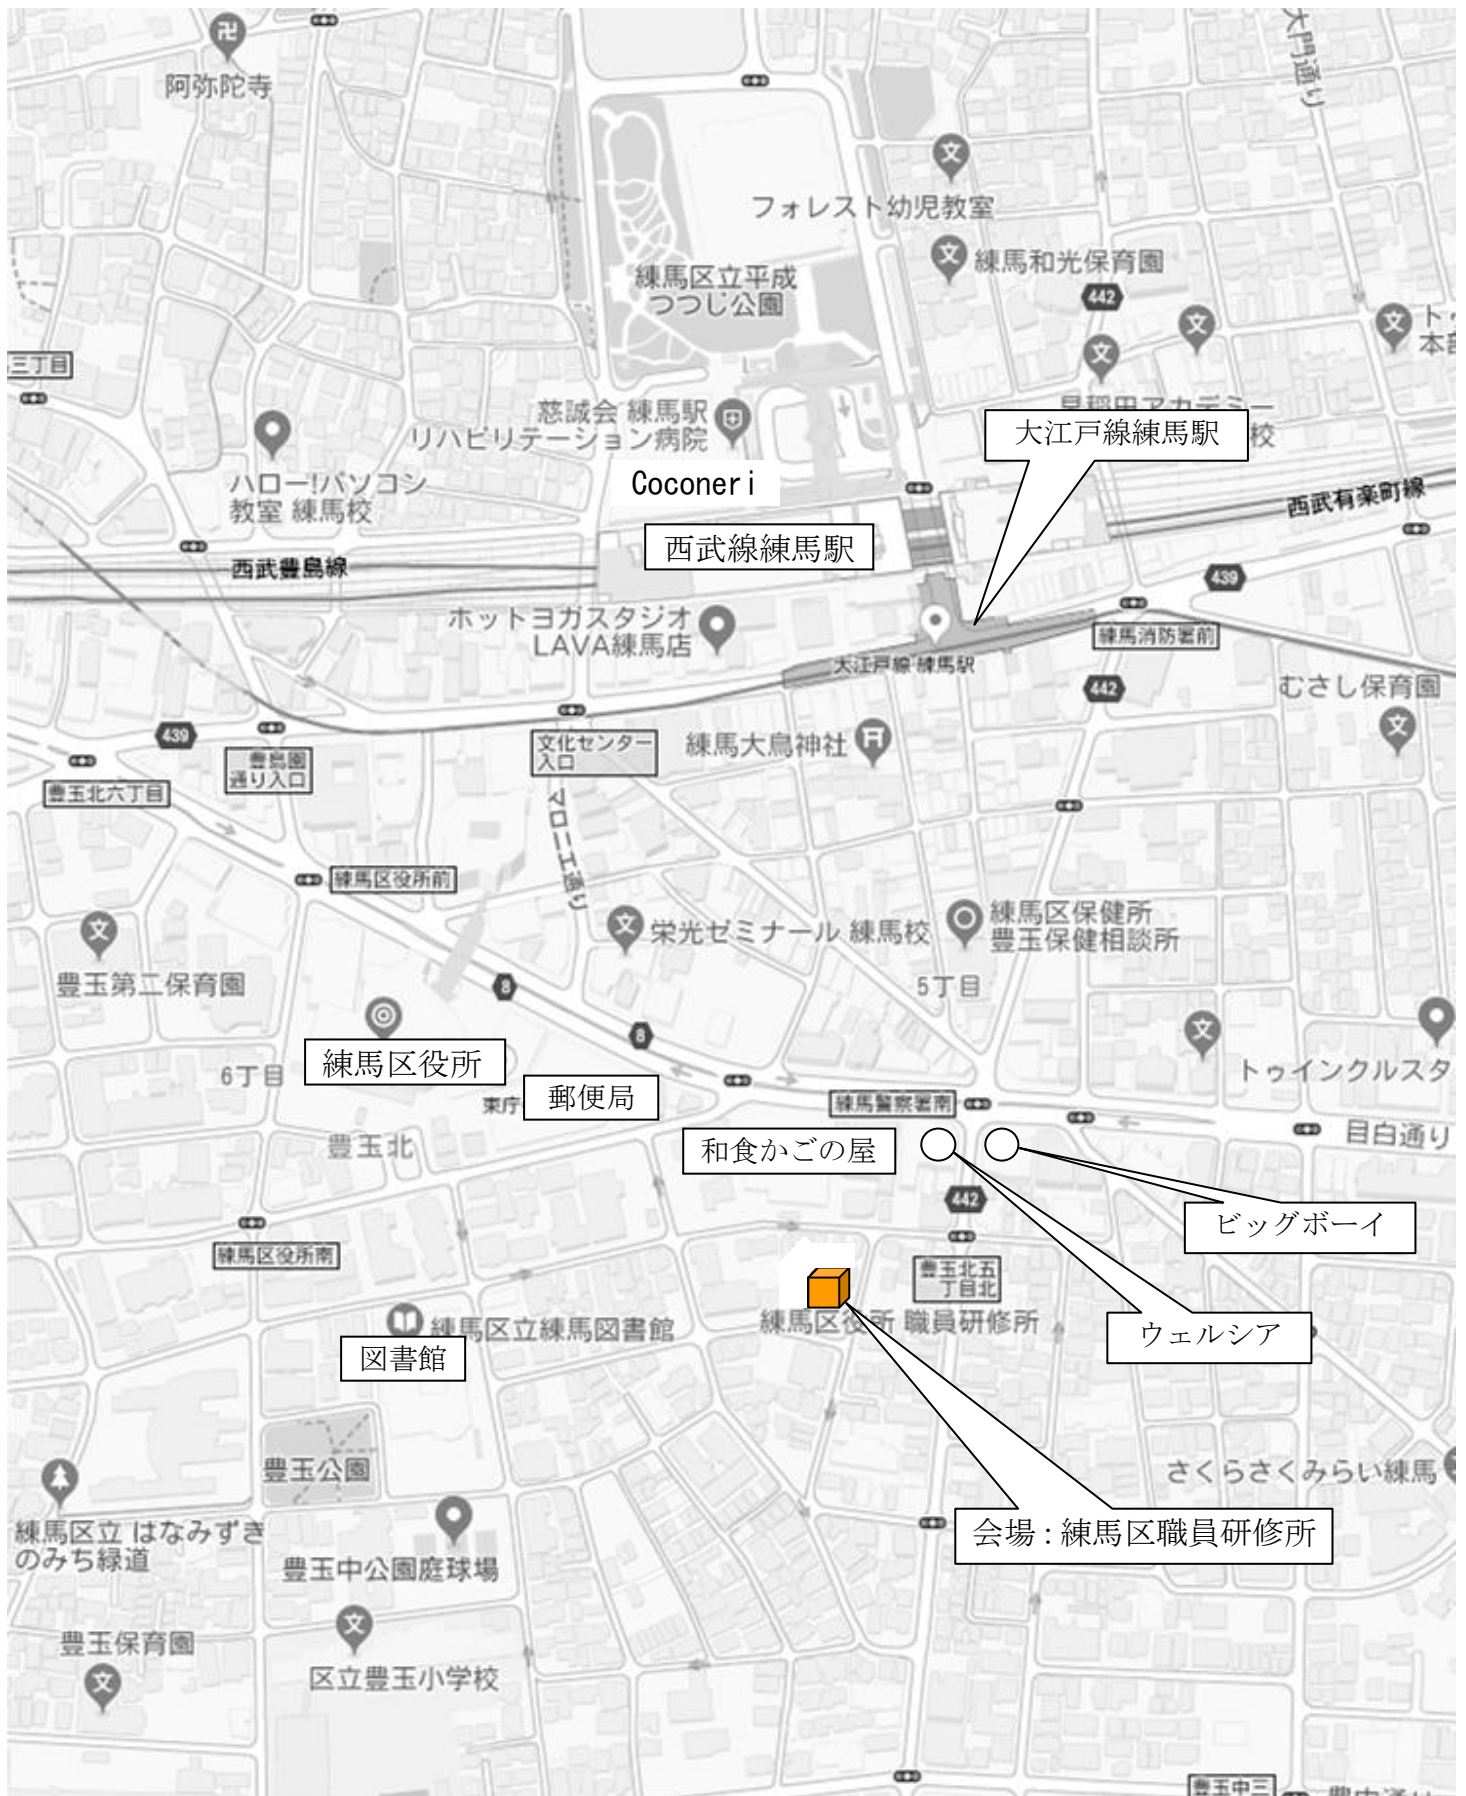 大門通り
阿弥陀寺
フォレスト幼児教室
練馬和光保育園
練馬区立平成
つつじ公園
442
本部
三丁目
慈誠会 練馬駅
リハビリテーション病院
早稲田アカデミー
校
大江戸線練馬駅
ハロー!パソコン
教室 練馬校
Coconeri
西武有楽町線
西武線練馬駅
西武豊島線
439
ホットヨガスタジオ
LAVA練馬店
練馬消防署前
大江戸線 練馬駅
442
むさし保育園
439
豊島園
通り入口
文化センター
入口
練馬大鳥神社
豊玉北六丁目
マロニエ通り
練馬区役所前
栄光ゼミナール 練馬校
練馬区保健所
豊玉保健相談所
豊玉第二保育園
8
5丁目
8
練馬区役所
6丁目
トゥインクルスタ
東庁
郵便局
練馬警察署南
目白通り
豊玉北
和食かごの屋
442
ビッグボーイ
練馬区役所南
豊玉北五
丁目北
練馬区役所 職員研修所
練馬区立練馬図書館
ウェルシア
図書館
豊玉公園
さくらさくみらい練馬
練馬区立 はなみずき
のみち緑道
会場:練馬区職員研修所
豊玉中公園庭球場
豊玉保育園
区立豊玉小学校
豊玉中三